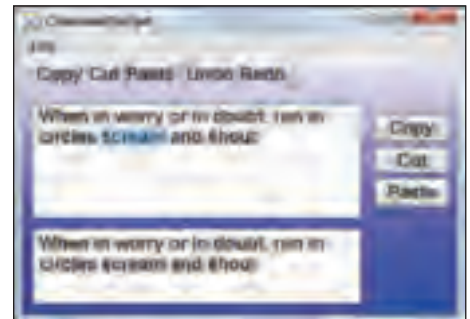 Copy Cut Paste Undo Redo
When in worry or in doubt, run in
circles scream and shout
Copy
Cut
Paste
When in worry or in doubt, run in
circles scream and shout